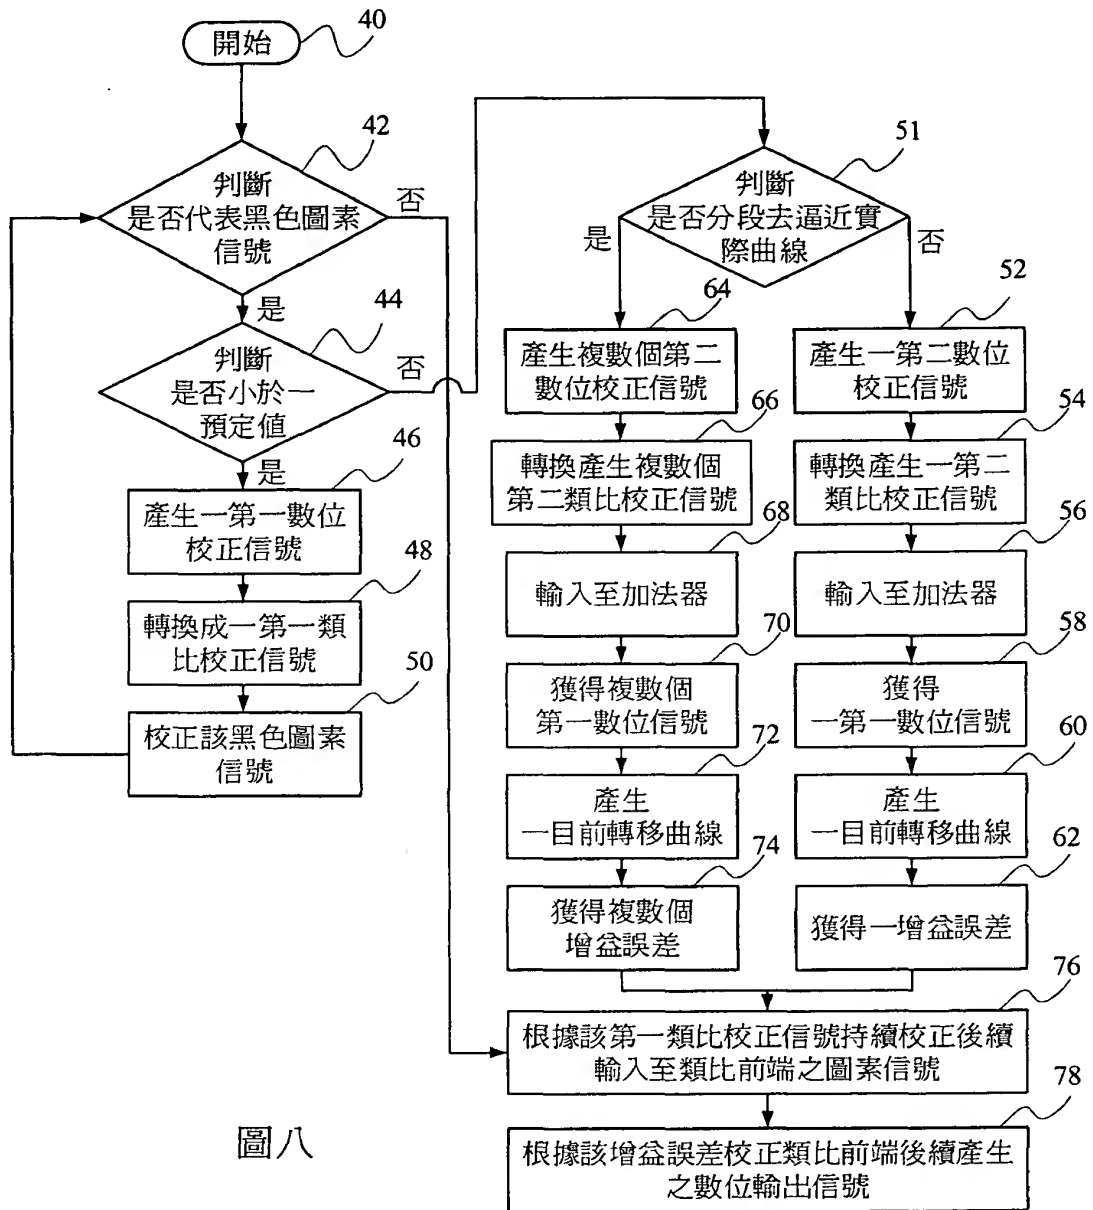 開始
40
42
判斷
是否代表黑色圖素
信號
否
是
44
判斷
是否小於一
預定值
否
是
46
產生一第一數位
校正信號
48
轉換成一第一類
比校正信號
50
校正該黑色圖素
信號
51
判斷
是否分段去逼近實
際曲線
是
否
64
產生複數個第二
數位校正信號
66
轉換產生複數個
第二類比校正信號
68
輸入至加法器
70
獲得複數個
第一數位信號
72
產生
一目前轉移曲線
74
獲得複數個
增益誤差
52
產生一第二數位
校正信號
54
轉換產生一第二
類比校正信號
56
輸入至加法器
58
獲得
一第一數位信號
60
產生
一目前轉移曲線
62
獲得一增益誤差
76
根據該第一類比校正信號持續校正後續
輸入至類比前端之圖素信號
78
根據該增益誤差校正類比前端後續產生
之數位輸出信號
圖八